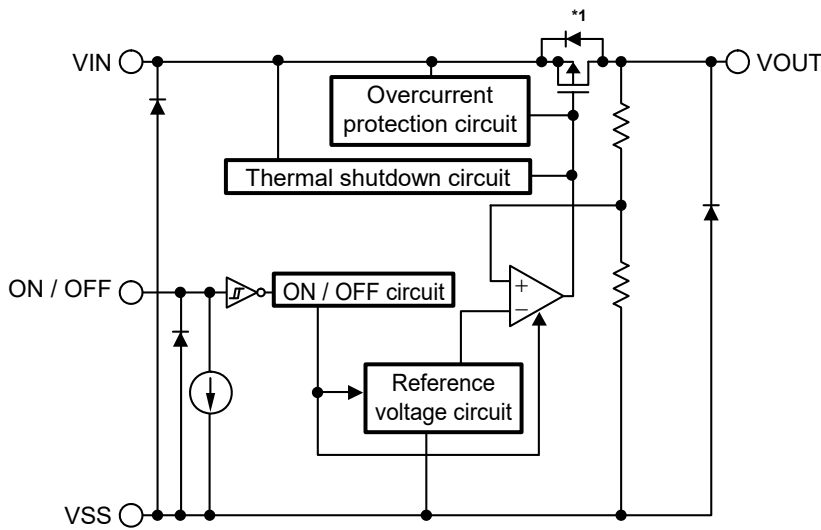 *1
VIN
VOUT
Overcurrent
protection circuit
Thermal shutdown circuit
ON / OFF
ON / OFF circuit
+
−
Reference
voltage circuit
VSS